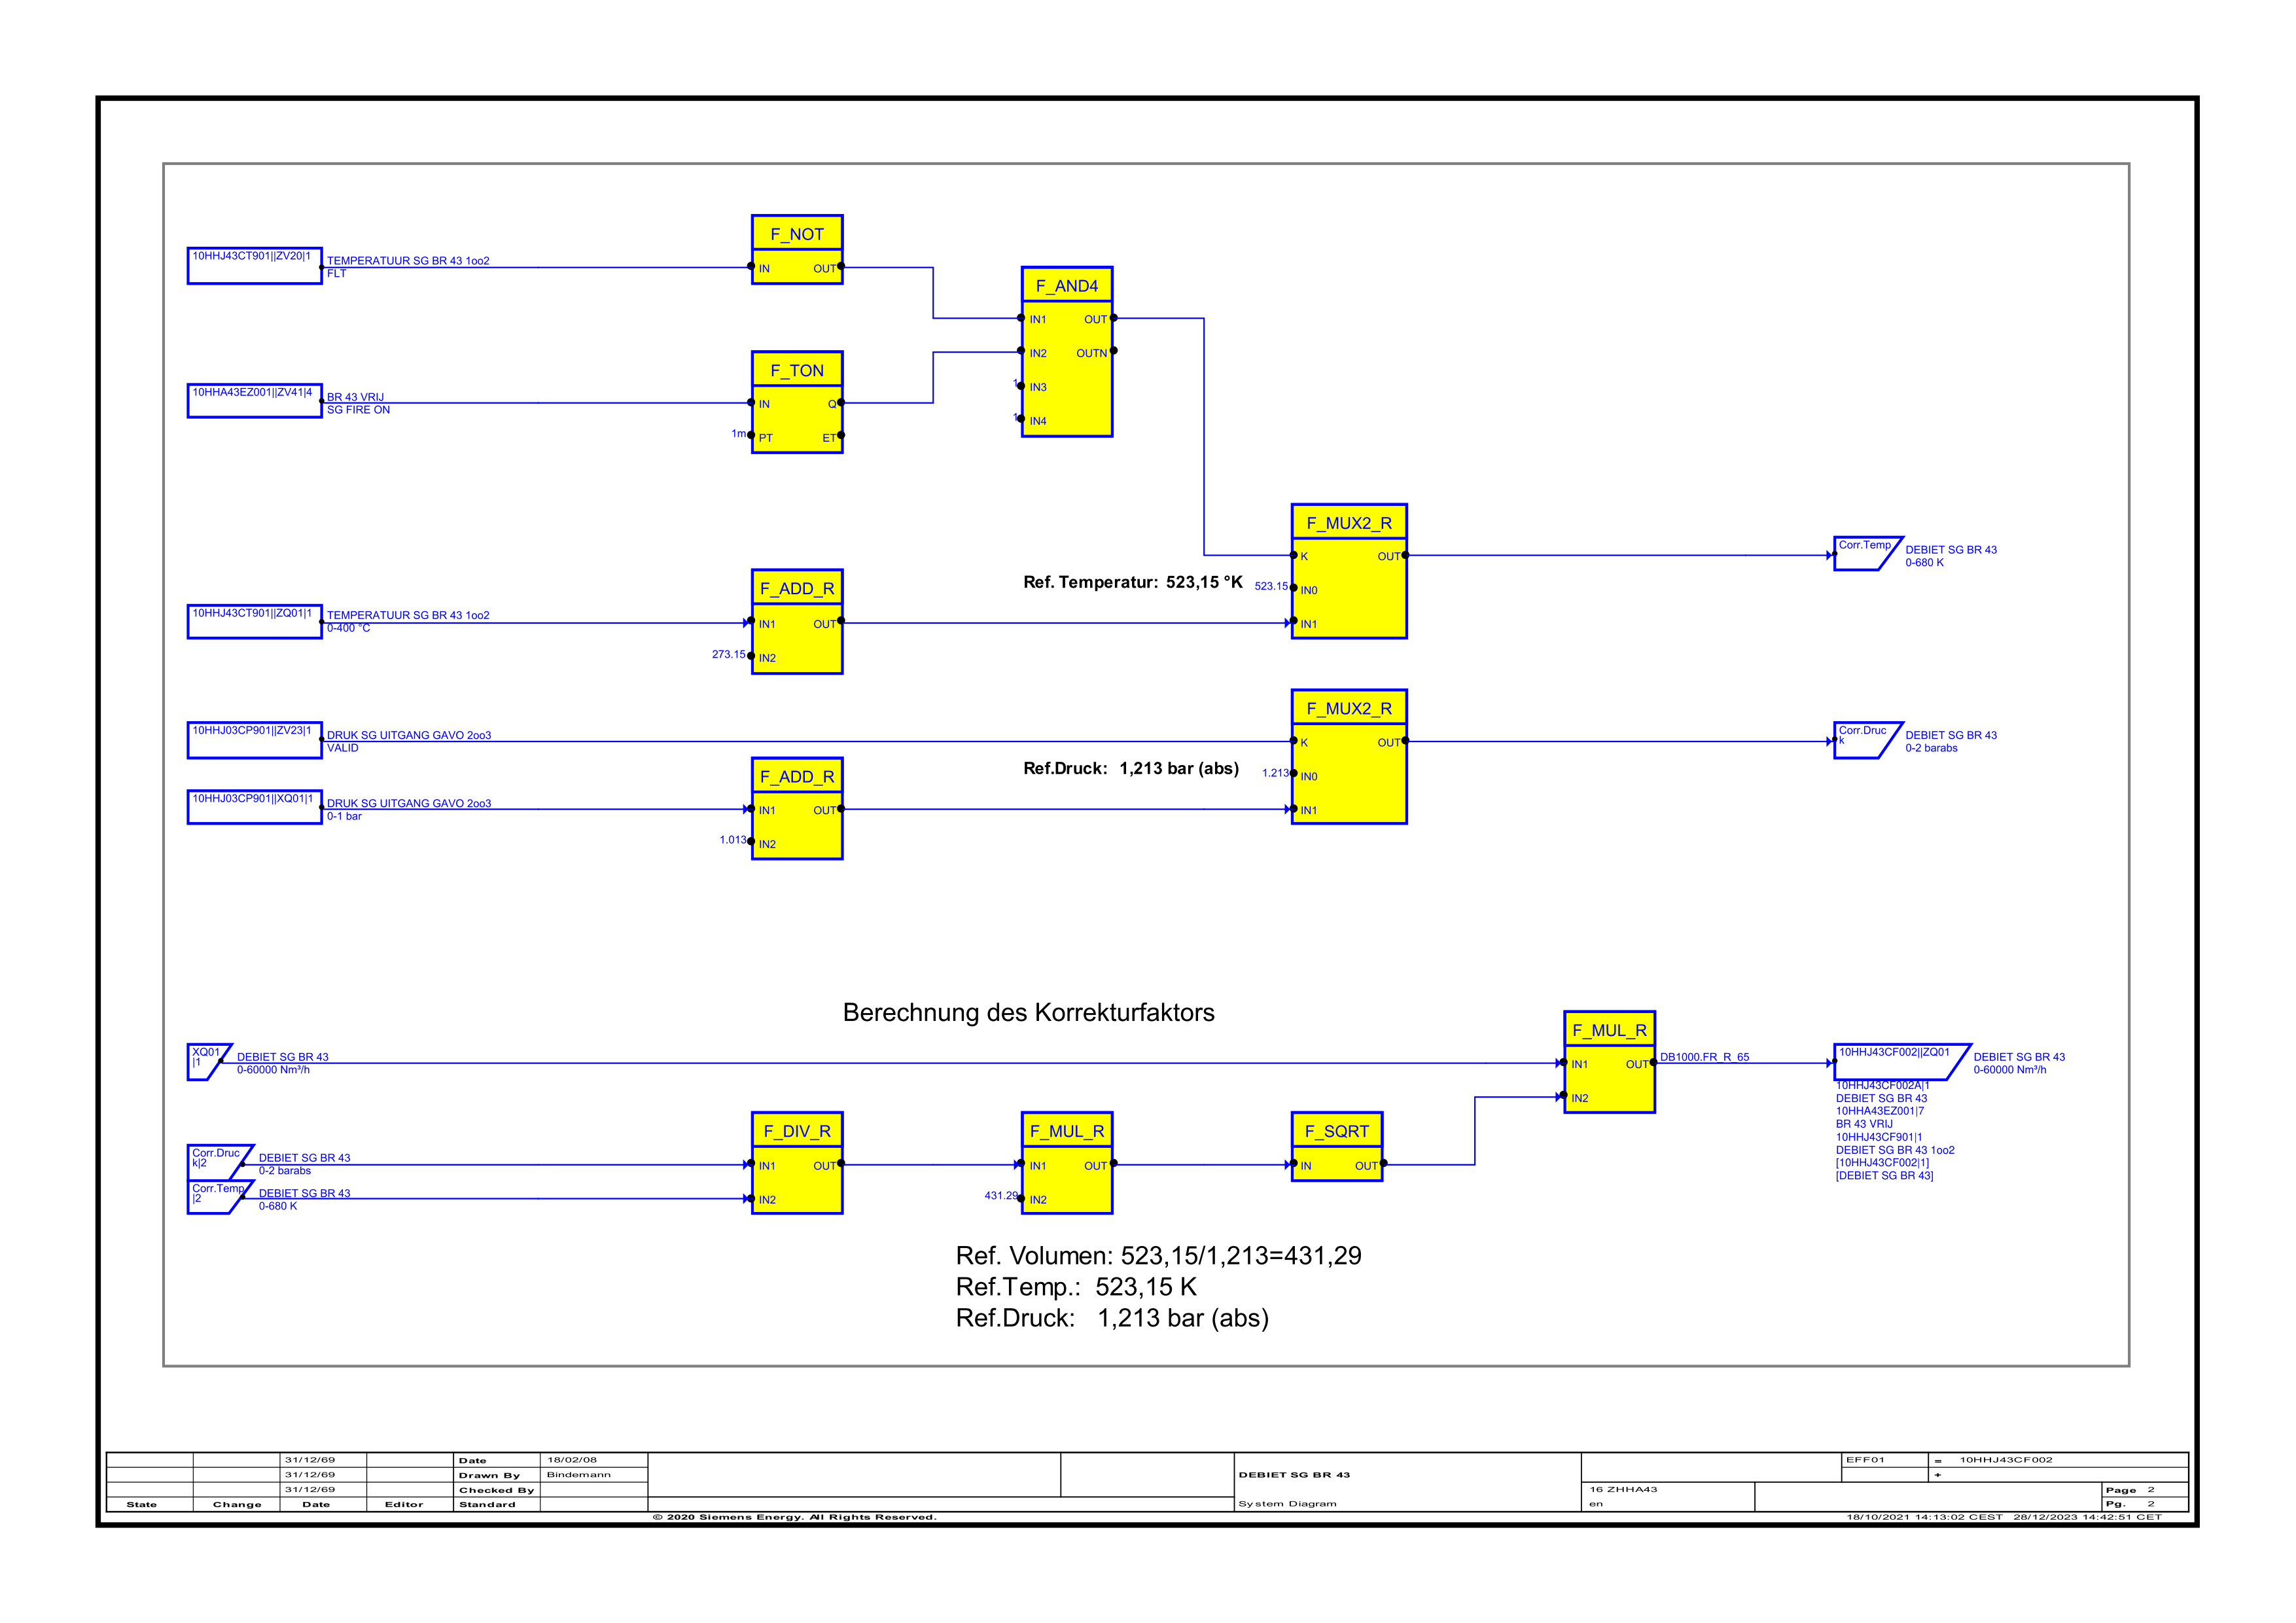 F_NOT
10HHJ43CT901||ZV20|1
TEMPERATUUR SG BR 43 1oo2
FLT
IN OUT
F_AND4
IN1 OUT
IN2 OUTN
1 IN3
1 IN4
F_TON
10HHA43EZ001||ZV41|4
BR 43 VRIJ
SG FIRE ON
IN Q
1m PT ET
F_MUX2_R
K OUT
Ref. Temperatur: 523,15 °K
523.15 IN0
IN1
Corr.Temp
DEBIET SG BR 43
0-680 K
F_ADD_R
10HHJ43CT901||ZQ01|1
TEMPERATUUR SG BR 43 1oo2
0-400 °C
IN1 OUT
273.15 IN2
F_MUX2_R
10HHJ03CP901||ZV23|1
DRUK SG UITGANG GAVO 2oo3
VALID
K OUT
Ref.Druck: 1,213 bar (abs)
1.213 IN0
IN1
Corr.Druc
k
DEBIET SG BR 43
0-2 barabs
F_ADD_R
10HHJ03CP901||XQ01|1
DRUK SG UITGANG GAVO 2oo3
0-1 bar
IN1 OUT
1.013 IN2
Berechnung des Korrekturfaktors
F_MUL_R
XQ01
|1
DEBIET SG BR 43
0-60000 Nm³/h
IN1 OUT
IN2
DB1000.FR_R_65
10HHJ43CF002||ZQ01
DEBIET SG BR 43
0-60000 Nm³/h
10HHJ43CF002A|1
DEBIET SG BR 43
10HHA43EZ001|7
BR 43 VRIJ
10HHJ43CF901|1
DEBIET SG BR 43 1oo2
[10HHJ43CF002|1]
[DEBIET SG BR 43]
F_DIV_R
Corr.Druc
k|2
DEBIET SG BR 43
0-2 barabs
Corr.Temp
|2
DEBIET SG BR 43
0-680 K
IN1 OUT
IN2
F_MUL_R
IN1 OUT
431.29 IN2
F_SQRT
IN OUT
Ref. Volumen: 523,15/1,213=431,29
Ref.Temp.: 523,15 K
Ref.Druck: 1,213 bar (abs)
31/12/69 Date 18/02/08
31/12/69 Drawn By Bindemann
31/12/69 Checked By
State Change Date Editor Standard
DEBIET SG BR 43
System Diagram
16 ZHHA43
en
EFF01 = 10HHJ43CF002
+
Page 2
Pg. 2
© 2020 Siemens Energy. All Rights Reserved.
18/10/2021 14:13:02 CEST 28/12/2023 14:42:51 CET